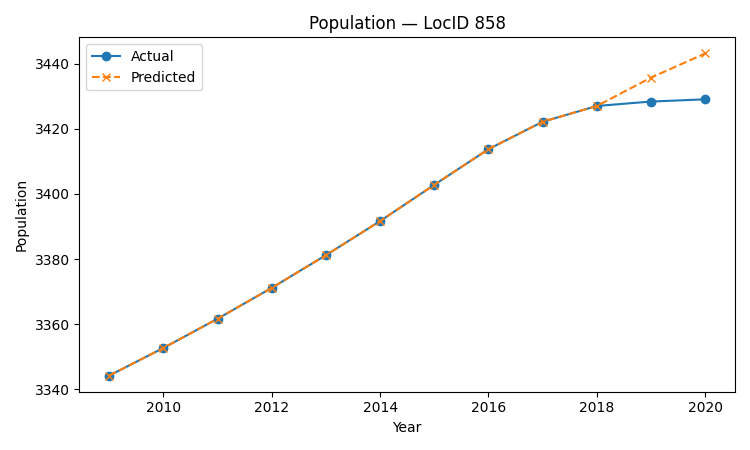 Population — LocID 858
Actual
Predicted
Population
3440
3420
3400
3380
3360
3340
2010 2012 2014 2016 2018 2020
Year